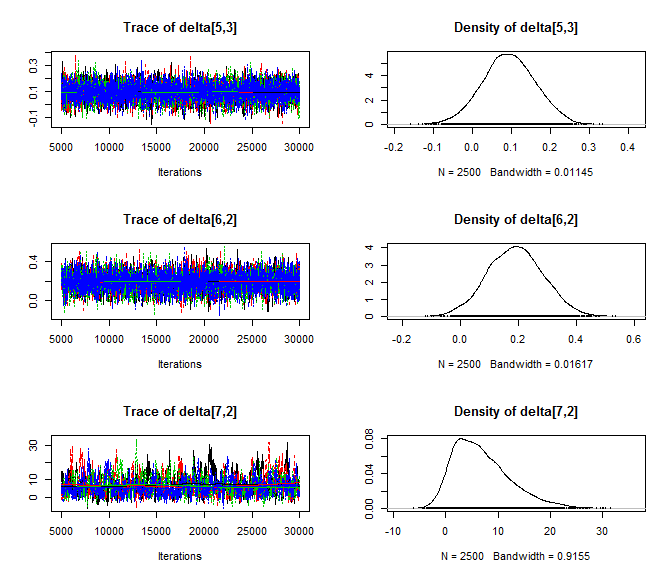 Trace of delta[5,3]
-0.1 0.1 0.3
5000 10000 15000 20000 25000 30000
Iterations
Density of delta[5,3]
0 2 4
-0.2 -0.1 0.0 0.1 0.2 0.3 0.4
N = 2500 Bandwidth = 0.01145
Trace of delta[6,2]
0.0 0.4
5000 10000 15000 20000 25000 30000
Iterations
Density of delta[6,2]
0 1 2 3 4
-0.2 0.0 0.2 0.4 0.6
N = 2500 Bandwidth = 0.01617
Trace of delta[7,2]
0 10 30
5000 10000 15000 20000 25000 30000
Iterations
Density of delta[7,2]
0.00 0.04 0.08
-10 0 10 20 30
N = 2500 Bandwidth = 0.9155